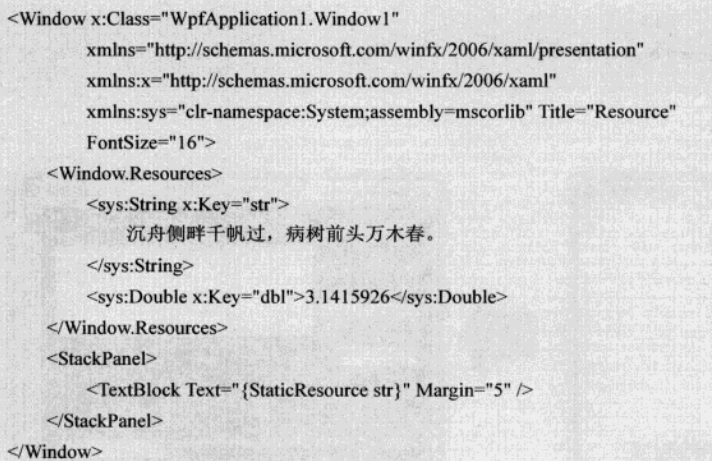 <Window x:Class="WpfApplication1.Window1"
xmlns="http://schemas.microsoft.com/winfx/2006/xaml/presentation"
xmlns:x="http://schemas.microsoft.com/winfx/2006/xaml"
xmlns:sys="clr-namespace:System;assembly=mscorlib" Title="Resource"
FontSize="16">
<Window.Resources>
<sys:String x:Key="str">
沉舟侧畔千帆过，病树前头万木春。
</sys:String>
<sys:Double x:Key="dbl">3.1415926</sys:Double>
</Window.Resources>
<StackPanel>
<TextBlock Text="{StaticResource str}" Margin="5" />
</StackPanel>
</Window>